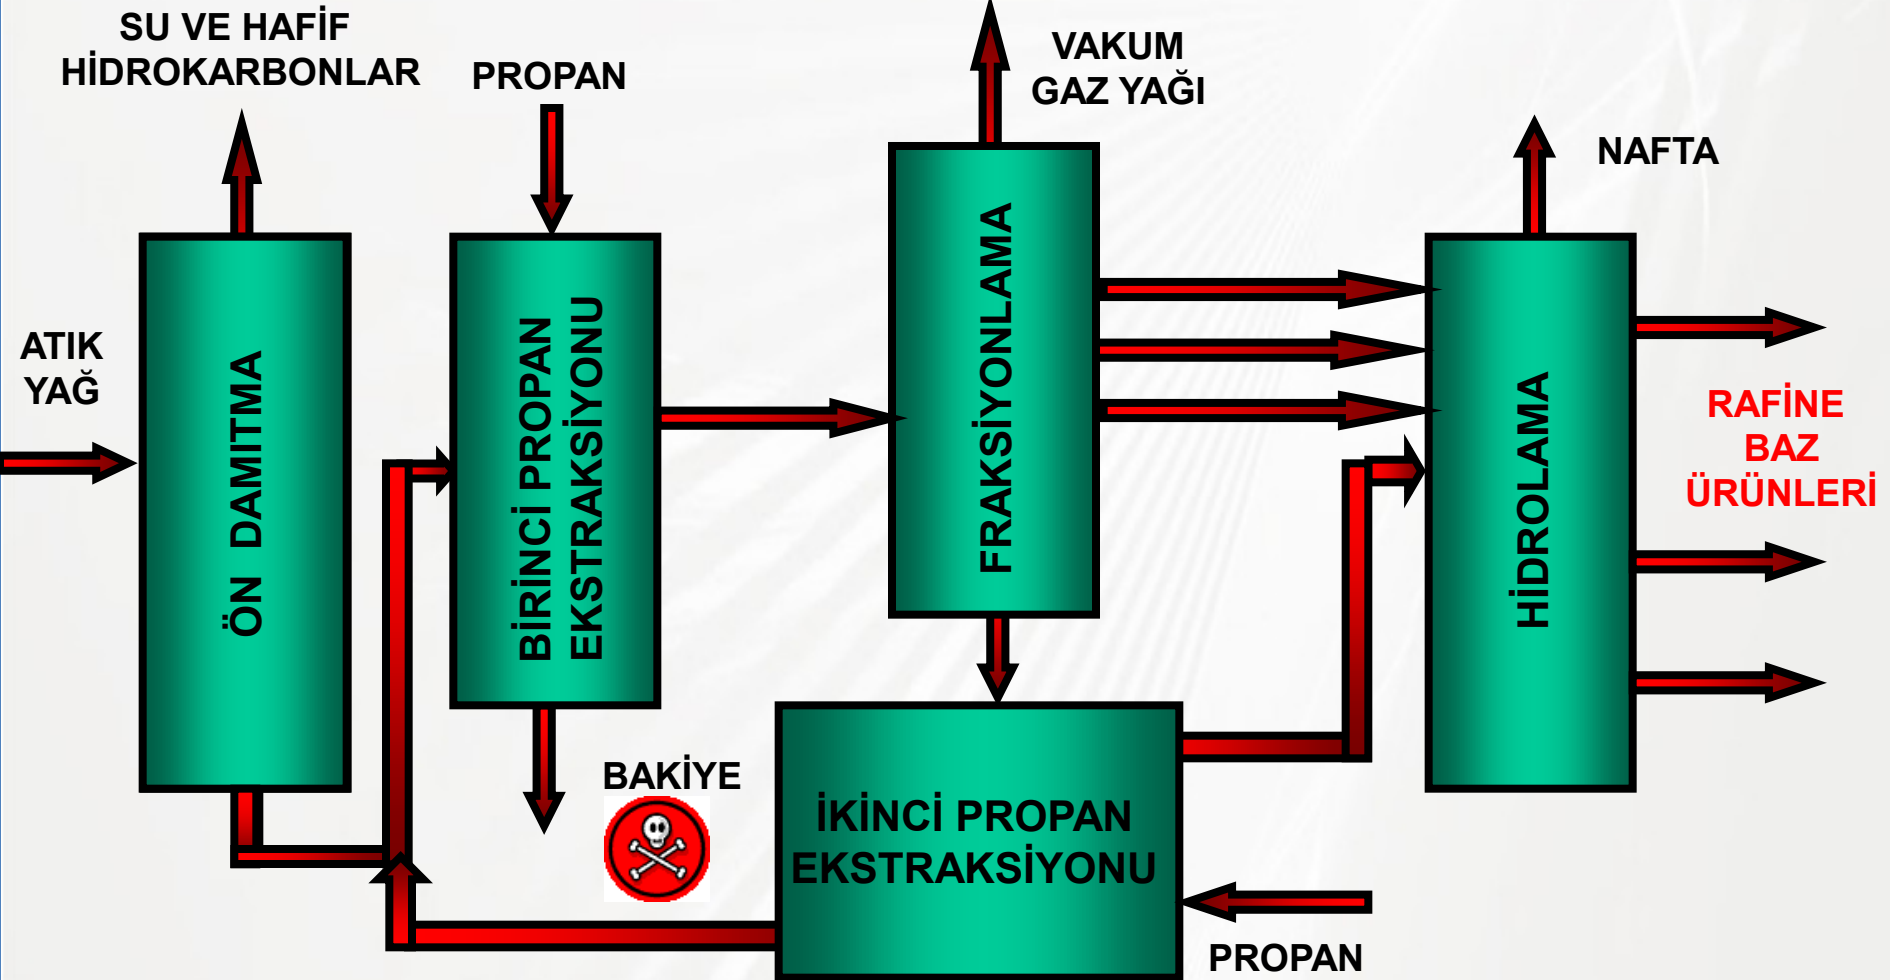 SU VE HAFİF
HİDROKARBONLAR
PROPAN
VAKUM
GAZ YAĞI
NAFTA
ATIK
YAĞ
ÖN DAMITMA
BİRİNCİ PROPAN
EKSTRAKSİYONU
FRAKSİYONLAMA
HİDROLAMA
RAFİNE
BAZ
ÜRÜNLERİ
BAKİYE
İKİNCİ PROPAN
EKSTRAKSİYONU
PROPAN